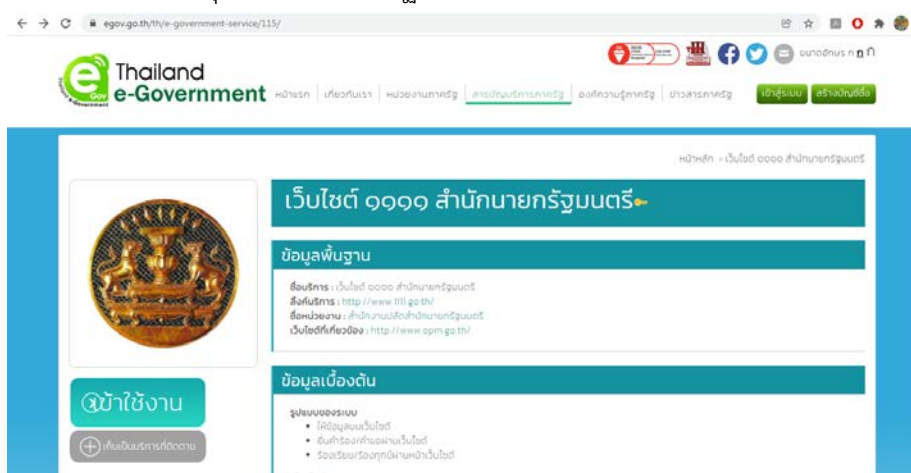 egov.go.th/th/e-government-service/115/
Thailand
e-Government
e
Gov
ขนาดอักษร ก ก ก
หน้าแรก | เกี่ยวกับเรา | หน่วยงานภาครัฐ | สารบัญบริการภาครัฐ | องค์ความรู้ภาครัฐ | ข่าวสารภาครัฐ
เข้าสู่ระบบ สร้างบัญชีชื่อ
หน้าหลัก » เว็บไซต์ ๑๑๑๑ สำนักนายกรัฐมนตรี
เว็บไซต์ ๑๑๑๑ สำนักนายกรัฐมนตรี
ข้อมูลพื้นฐาน
ชื่อบริการ : เว็บไซต์ ๑๑๑๑ สำนักนายกรัฐมนตรี
ลิงค์บริการ : http://www.1111.go.th/
ชื่อหน่วยงาน : สำนักงานปลัดสำนักนายกรัฐมนตรี
เว็บไซต์ที่เกี่ยวข้อง : http://www.opm.go.th/
ข้อมูลเบื้องต้น
เข้าใช้งาน
เก็บเป็นบริการที่ติดตาม
รูปแบบของระบบ
• ให้ข้อมูลบนเว็บไซต์
• ยื่นคำร้อง/คำขอผ่านเว็บไซต์
• ร้องเรียน/ร้องทุกข์ผ่านหน้าเว็บไซต์